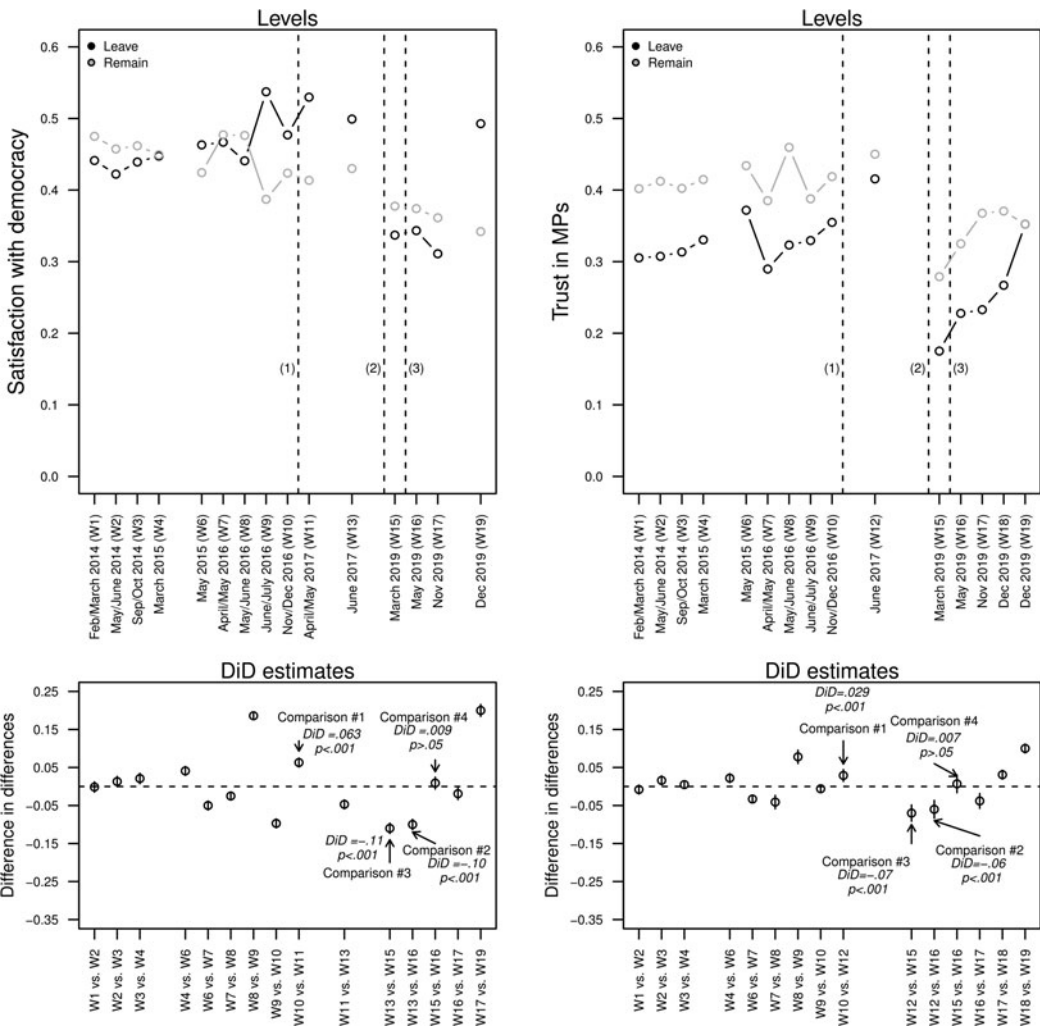 Levels
Satisfaction with democracy
0.6
0.5
0.4
0.3
0.2
0.1
0.0
Leave
Remain
(1)
(2)
(3)
Feb/March 2014 (W1)
May/June 2014 (W2)
Sep/Oct 2014 (W3)
March 2015 (W4)
May 2015 (W6)
April/May 2016 (W7)
May/June 2016 (W8)
June/July 2016 (W9)
Nov/Dec 2016 (W10)
April/May 2017 (W11)
June 2017 (W13)
March 2019 (W15)
May 2019 (W16)
Nov 2019 (W17)
Dec 2019 (W19)
Levels
Trust in MPs
0.6
0.5
0.4
0.3
0.2
0.1
0.0
Leave
Remain
(1)
(2)
(3)
Feb/March 2014 (W1)
May/June 2014 (W2)
Sep/Oct 2014 (W3)
March 2015 (W4)
May 2015 (W6)
April/May 2016 (W7)
May/June 2016 (W8)
June/July 2016 (W9)
Nov/Dec 2016 (W10)
June 2017 (W12)
March 2019 (W15)
May 2019 (W16)
Nov 2019 (W17)
Dec 2019 (W18)
Dec 2019 (W19)
DiD estimates
Difference in differences
0.25
0.15
0.05
−0.05
−0.15
−0.25
−0.35
Comparison #1
DiD =.063
p<.001
Comparison #4
DiD =.009
p>.05
DiD =−.11
p<.001
Comparison #3
Comparison #2
DiD =−.10
p<.001
W1 vs. W2
W2 vs. W3
W3 vs. W4
W4 vs. W6
W6 vs. W7
W7 vs. W8
W8 vs. W9
W9 vs. W10
W10 vs. W11
W11 vs. W13
W13 vs. W15
W13 vs. W16
W15 vs. W16
W16 vs. W17
W17 vs. W19
DiD estimates
Difference in differences
0.25
0.15
0.05
−0.05
−0.15
−0.25
−0.35
DiD=.029
p<.001
Comparison #1
Comparison #4
DiD=.007
p>.05
Comparison #3
DiD=−.07
p<.001
Comparison #2
DiD=−.06
p<.001
W1 vs. W2
W2 vs. W3
W3 vs. W4
W4 vs. W6
W6 vs. W7
W7 vs. W8
W8 vs. W9
W9 vs. W10
W10 vs. W12
W12 vs. W15
W12 vs. W16
W15 vs. W16
W16 vs. W17
W17 vs. W18
W18 vs. W19